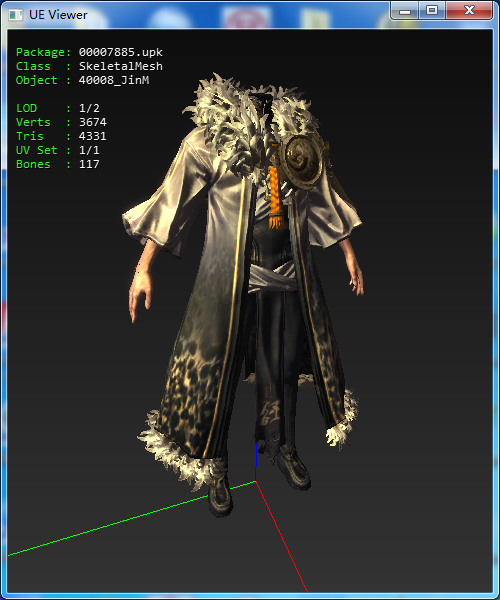 UE Viewer
Package: 00007885.upk
Class : SkeletalMesh
Object : 40008_JinM
LOD : 1/2
Verts : 3674
Tris : 4331
UV Set : 1/1
Bones : 117